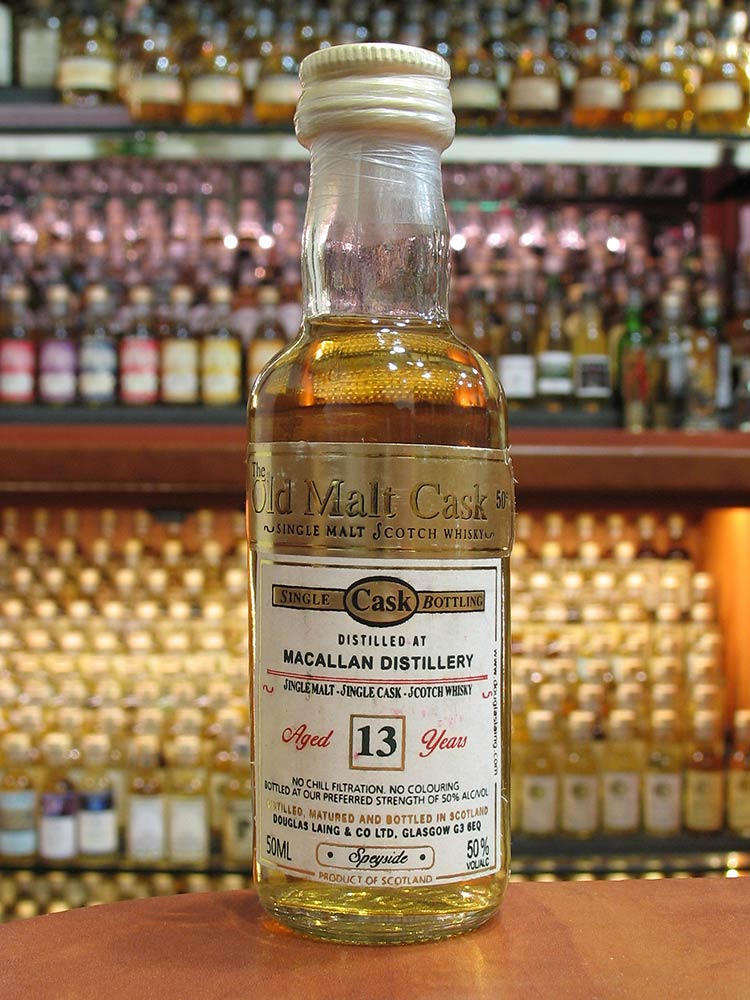 The
Old Malt Cask 50°
~SINGLE MALT SCOTCH WHISKY~
SINGLE Cask BOTTLING
DISTILLED AT
MACALLAN DISTILLERY
SINGLE MALT - SINGLE CASK - SCOTCH WHISKY
Aged 13 Years
NO CHILL FILTRATION. NO COLOURING
BOTTLED AT OUR PREFERRED STRENGTH OF 50% ALC/VOL
DISTILLED, MATURED AND BOTTLED IN SCOTLAND
DOUGLAS LAING & CO LTD, GLASGOW G3 6EQ
50ML • Speyside • 50%
VOL/ALC
PRODUCT OF SCOTLAND
www.douglaslaing.com